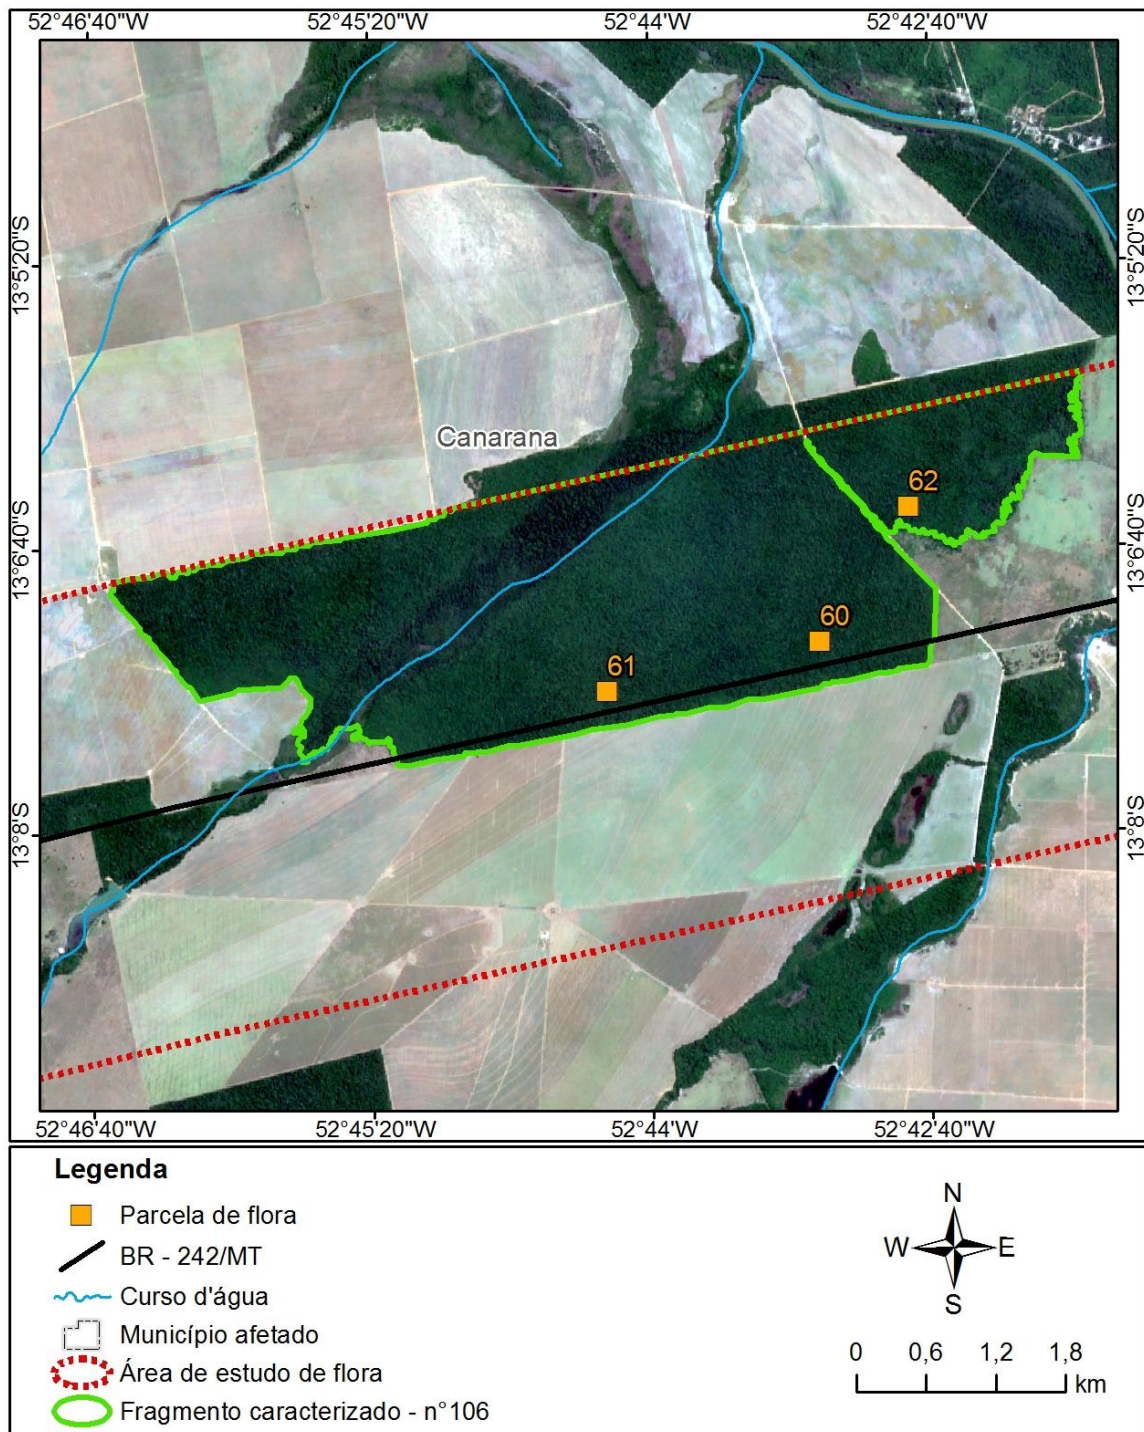 52°46'40"W 52°45'20"W 52°44'W 52°42'40"W
13°5'20"S 13°5'20"S
Canarana
62
13°6'40"S 13°6'40"S
60
61
13°8'S 13°8'S
52°46'40"W 52°45'20"W 52°44'W 52°42'40"W
Legenda
Parcela de flora
BR - 242/MT
Curso d'água
Município afetado
Área de estudo de flora
Fragmento caracterizado - n°106
N
W E
S
0 0,6 1,2 1,8
km